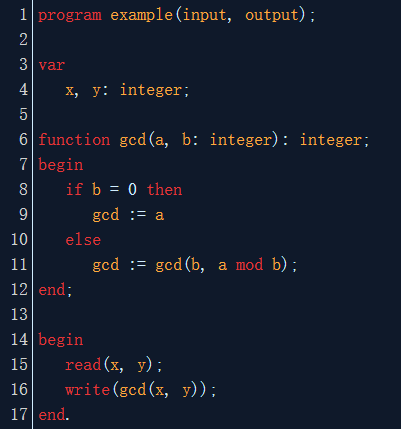 1 program example(input, output);
2
3 var
4 x, y: integer;
5
6 function gcd(a, b: integer): integer;
7 begin
8 if b = 0 then
9 gcd := a
10 else
11 gcd := gcd(b, a mod b);
12 end;
13
14 begin
15 read(x, y);
16 write(gcd(x, y));
17 end.